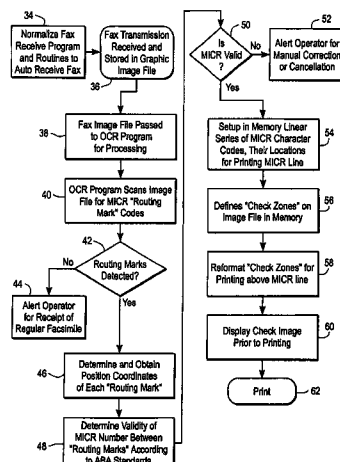 34
Normalize Fax
Receive Program
and Routines to
Auto Receive Fax
Fax Transmission
Received and
Stored in Graphic
Image File
36
Fax Image File Passed
to OCR Program
for Processing
38
OCR Program Scans Image
File for MICR "Routing
Mark" Codes
40
42
Routing Marks
Detected?
No
Yes
44
Alert Operator
for Receipt of
Regular Facsimile
Determine and Obtain
Position Coordinates
of Each "Routing Mark"
46
Determine Validity of
MICR Number Between
"Routing Marks" According
to ABA Standards
48
50
Is
MICR Valid
?
No
Yes
52
Alert Operator for
Manual Correction
or Cancellation
Setup in Memory Linear
Series of MICR Character
Codes, Their Locations
for Printing MICR Line
54
Defines "Check Zones" on
Image File in Memory
56
Reformat "Check Zones" for
Printing above MICR line
58
Display Check Image
Prior to Printing
60
Print
62